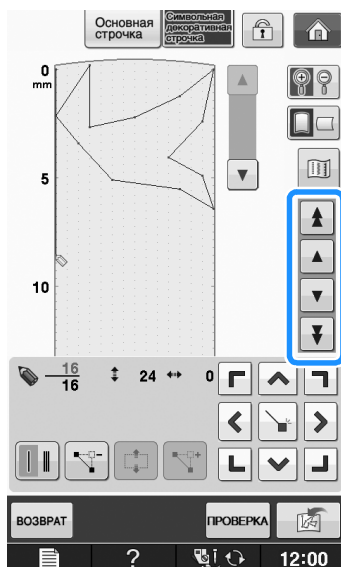 Основная
строчка
Символьная
декоративная
строчка
0
mm
5
10
16
16
24
0
ВОЗВРАТ
ПРОВЕРКА
?
12:00